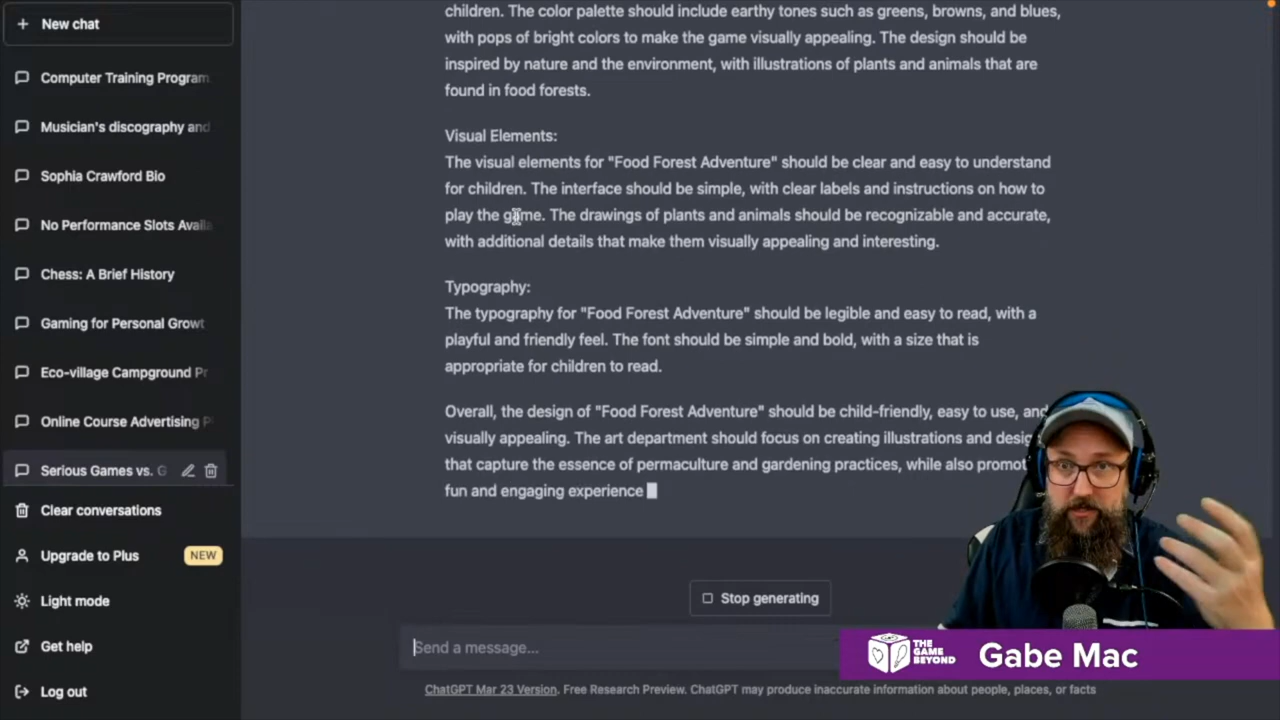 New chat
Computer Training Program
Musician's discography and
Sophia Crawford Bio
No Performance Slots Availa
Chess: A Brief History
Gaming for Personal Growt
Eco-village Campground Pr
Online Course Advertising P
Serious Games vs. G
Clear conversations
Upgrade to Plus NEW
Light mode
Get help
Log out
children. The color palette should include earthy tones such as greens, browns, and blues,
with pops of bright colors to make the game visually appealing. The design should be
inspired by nature and the environment, with illustrations of plants and animals that are
found in food forests.
Visual Elements:
The visual elements for "Food Forest Adventure" should be clear and easy to understand
for children. The interface should be simple, with clear labels and instructions on how to
play the game. The drawings of plants and animals should be recognizable and accurate,
with additional details that make them visually appealing and interesting.
Typography:
The typography for "Food Forest Adventure" should be legible and easy to read, with a
playful and friendly feel. The font should be simple and bold, with a size that is
appropriate for children to read.
Overall, the design of "Food Forest Adventure" should be child-friendly, easy to use, and
visually appealing. The art department should focus on creating illustrations and desig
that capture the essence of permaculture and gardening practices, while also promot
fun and engaging experience
Stop generating
Send a message...
ChatGPT Mar 23 Version. Free Research Preview. ChatGPT may produce inaccurate information about people, places, or facts
THE
GAME
BEYOND
Gabe Mac